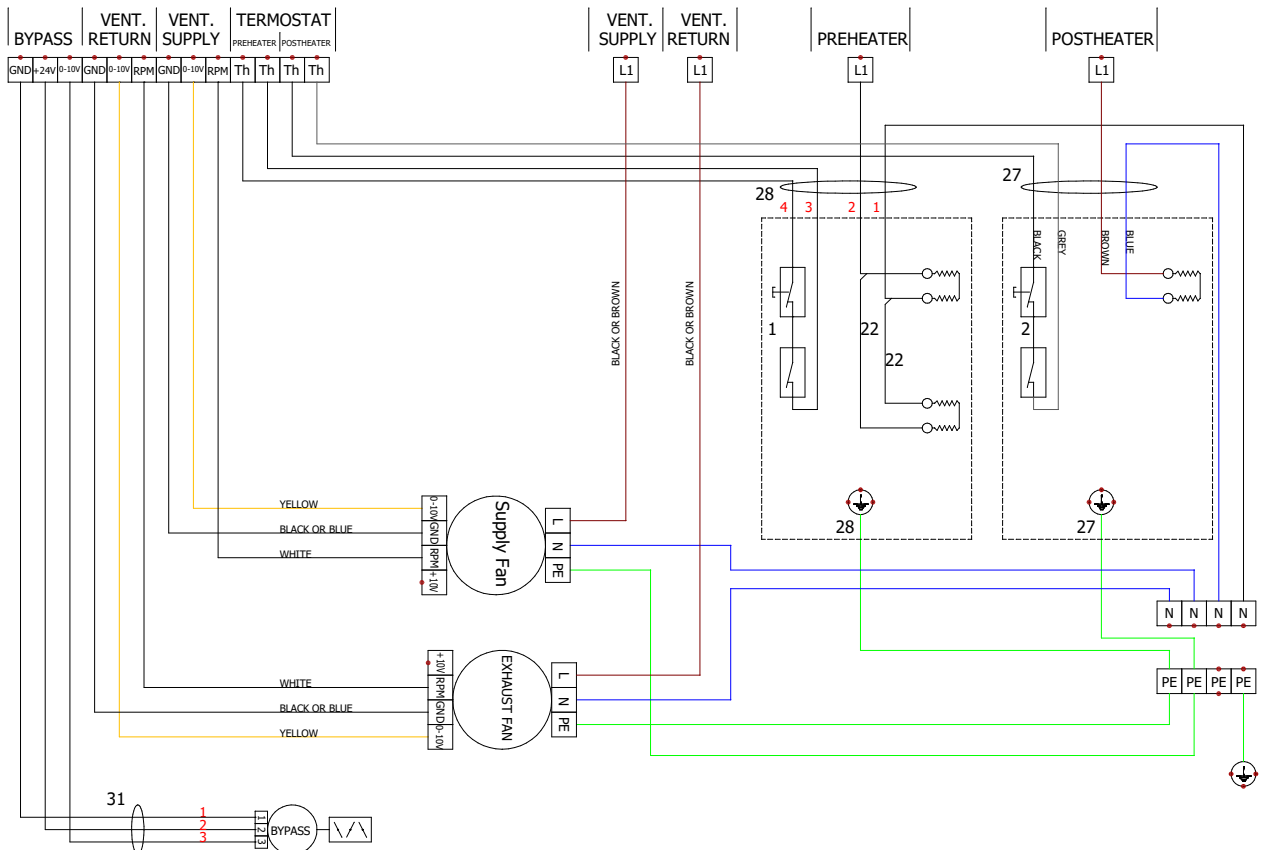 BYPASS
VENT.
RETURN
VENT.
SUPPLY
TERMOSTAT
PREHEATER
POSTHEATER
VENT.
SUPPLY
VENT.
RETURN
PREHEATER
POSTHEATER
GND
+24V
0-10V
GND
0-10V
RPM
GND
0-10V
RPM
Th
Th
Th
Th
L1
L1
L1
L1
28
27
4
3
2
1
BLACK
GREY
BROWN
BLUE
BLACK OR BROWN
BLACK OR BROWN
1
22
22
2
28
27
YELLOW
BLACK OR BLUE
WHITE
0-10V
GND
RPM
+10V
Supply Fan
L
N
PE
N
N
N
N
WHITE
BLACK OR BLUE
YELLOW
+10V
RPM
GND
0-10V
EXHAUST FAN
L
N
PE
PE
PE
PE
PE
31
1
2
3
1
2
3
BYPASS